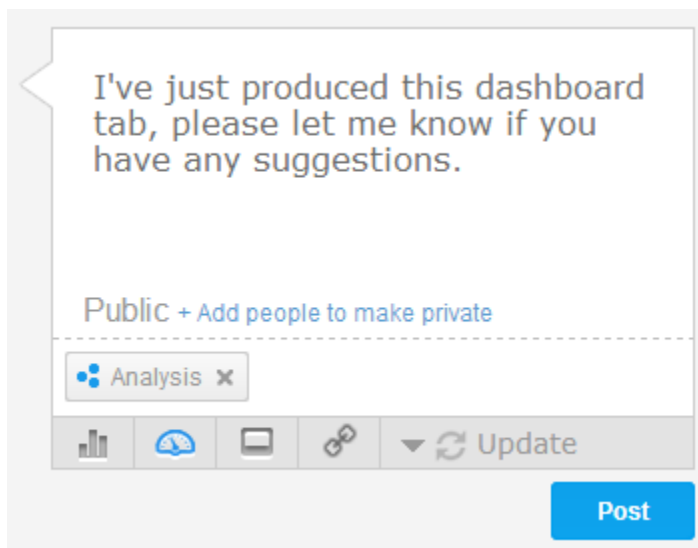 I've just produced this dashboard
tab, please let me know if you
have any suggestions.
Public + Add people to make private
Analysis
Update
Post